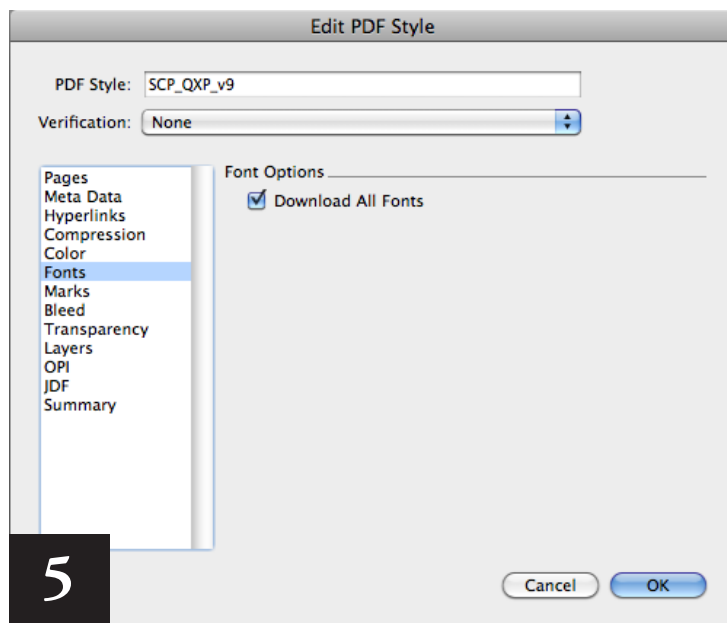 Edit PDF Style
PDF Style: SCP_QXP_v9
Verification: None
Pages
Meta Data
Hyperlinks
Compression
Color
Fonts
Marks
Bleed
Transparency
Layers
OPI
JDF
Summary
Font Options
Download All Fonts
5
Cancel OK